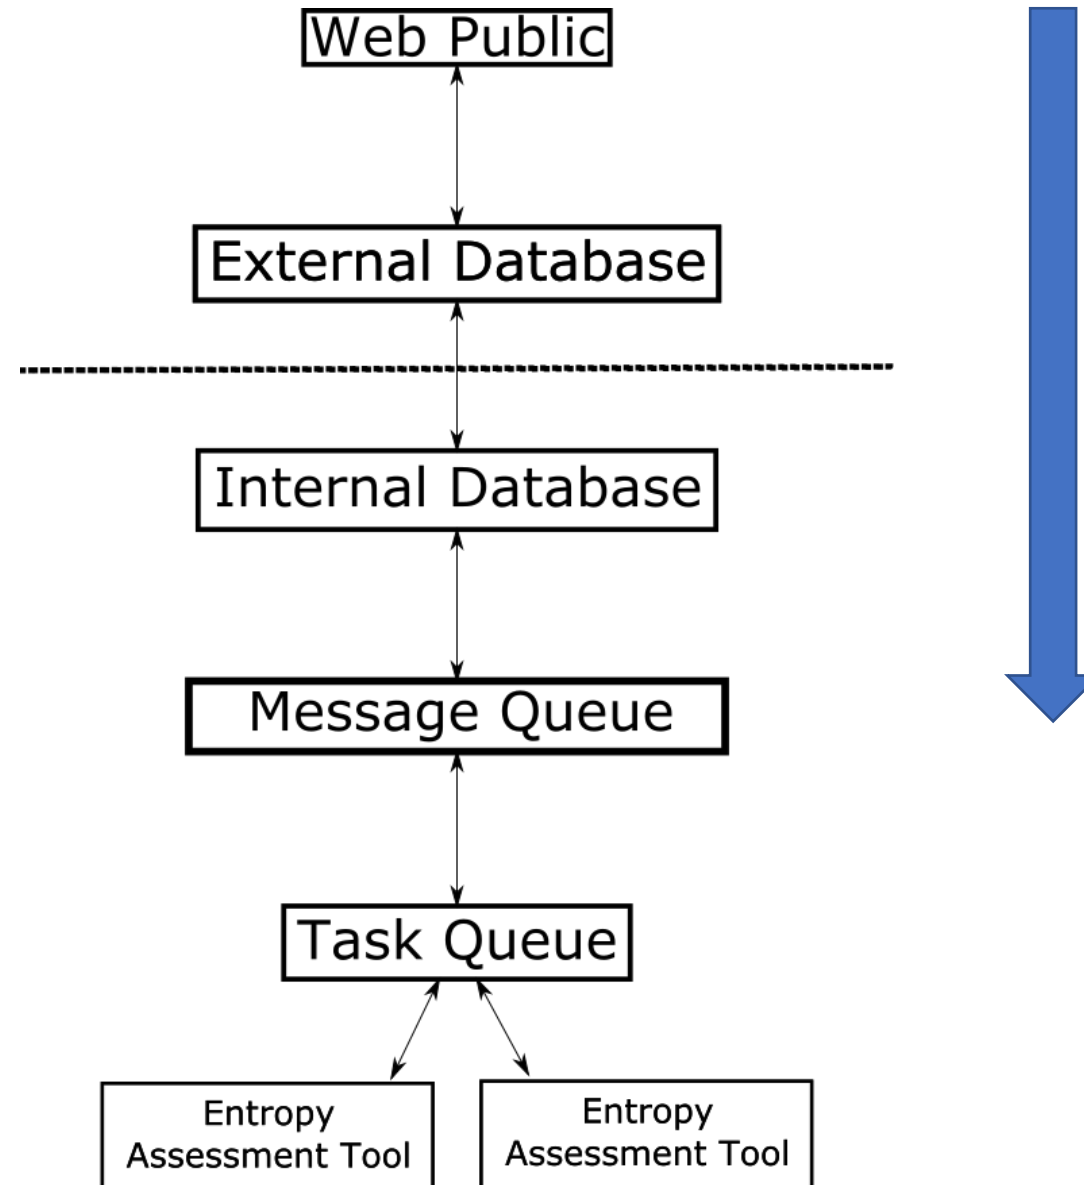 Web Public
External Database
Internal Database
Message Queue
Task Queue
Entropy
Assessment Tool
Entropy
Assessment Tool